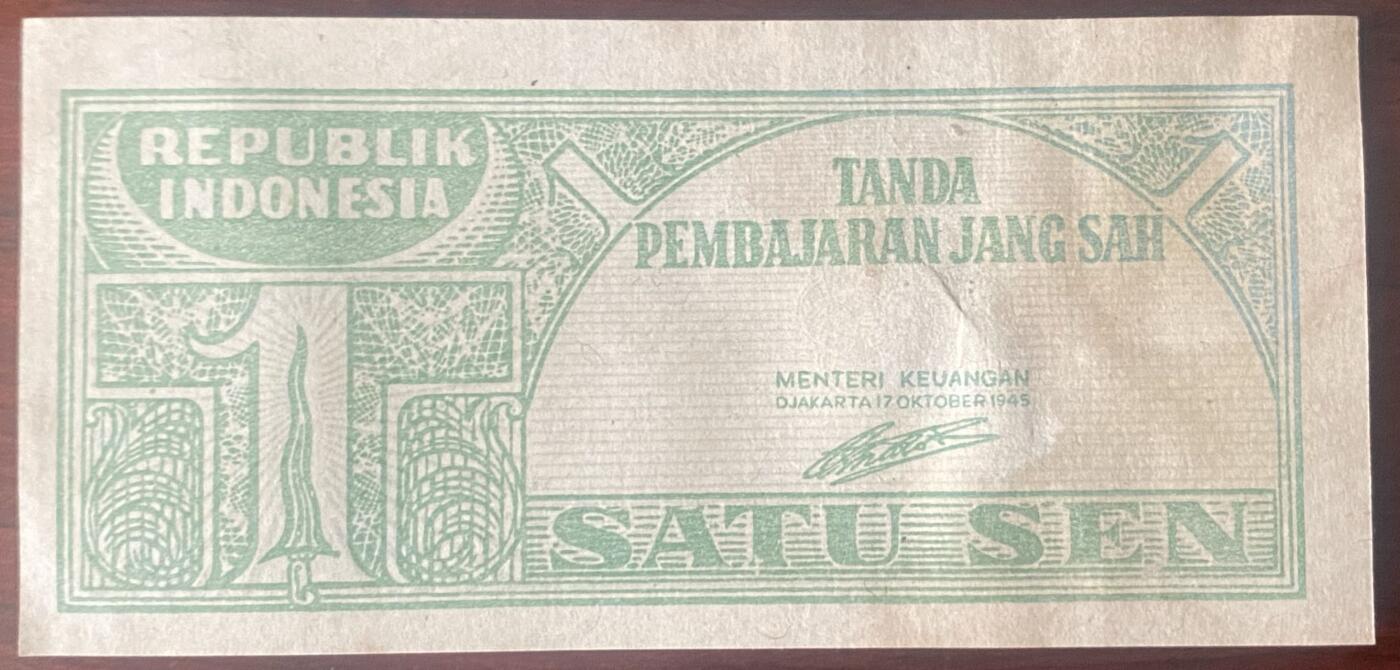 REPUBLIK
INDONESIA
TANDA
PEMBAJARAN JANG SAH
1
MENTERI KEUANGAN
DJAKARTA 17 OKTOBER 1945
SATU SEN